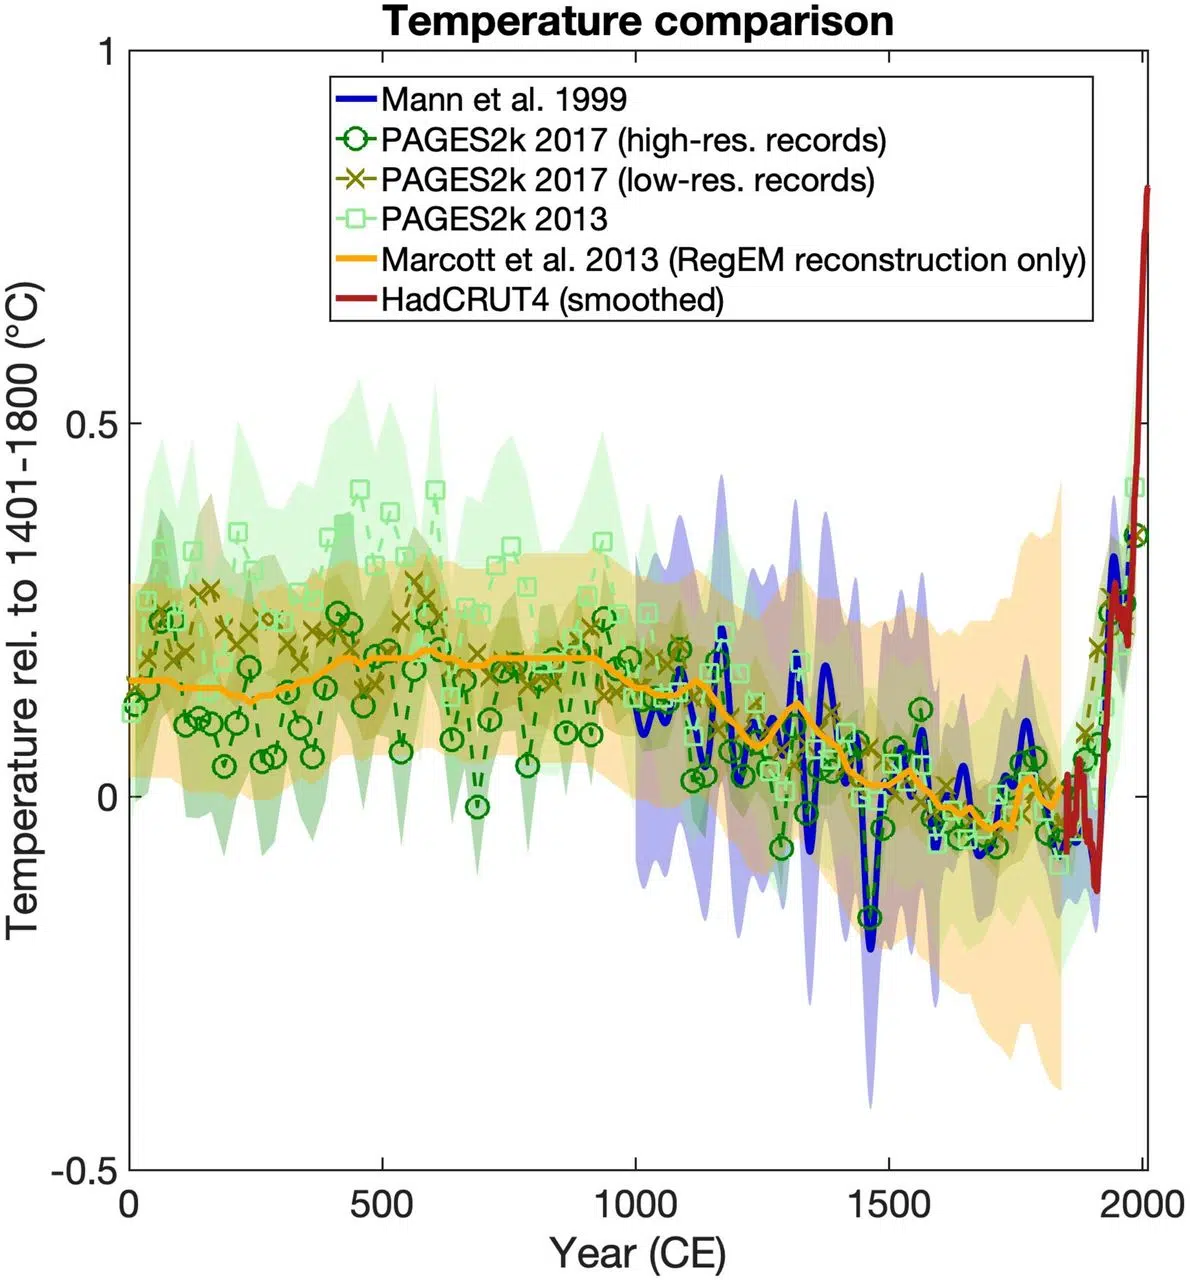 Temperature comparison
Mann et al. 1999
PAGES2k 2017 (high-res. records)
PAGES2k 2017 (low-res. records)
PAGES2k 2013
Marcott et al. 2013 (RegEM reconstruction only)
HadCRUT4 (smoothed)
Temperature rel. to 1401-1800 (°C)
1
0.5
0
-0.5
0 500 1000 1500 2000
Year (CE)